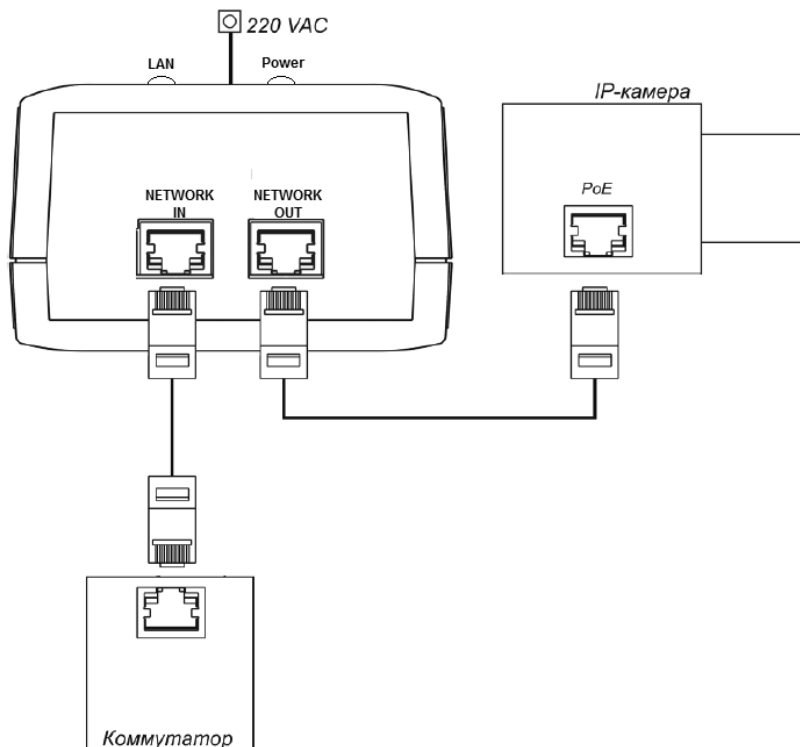 220 VAC
LAN
Power
IP-камера
NETWORK
IN
NETWORK
OUT
PoE
Коммутатор